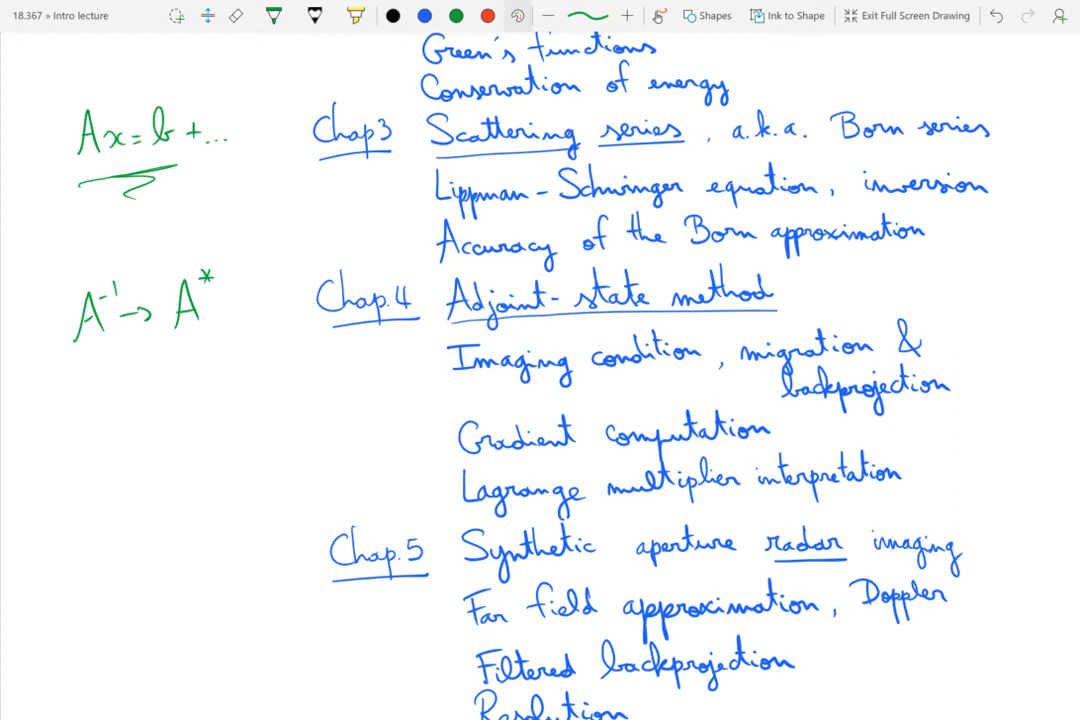 18.367 » Intro lecture
Shapes
Ink to Shape
Exit Full Screen Drawing
Green's functions
Conservation of energy
Ax = b + ...
Chap 3 Scattering series, a.k.a. Born series
Lippman - Schwinger equation, inversion
Accuracy of the Born approximation
A⁻¹ → A*
Chap. 4 Adjoint-state method
Imaging condition, migration &
backprojection
Gradient computation
Lagrange multiplier interpretation
Chap. 5 Synthetic aperture radar imaging
Far field approximation, Doppler
Filtered backprojection
Resolution